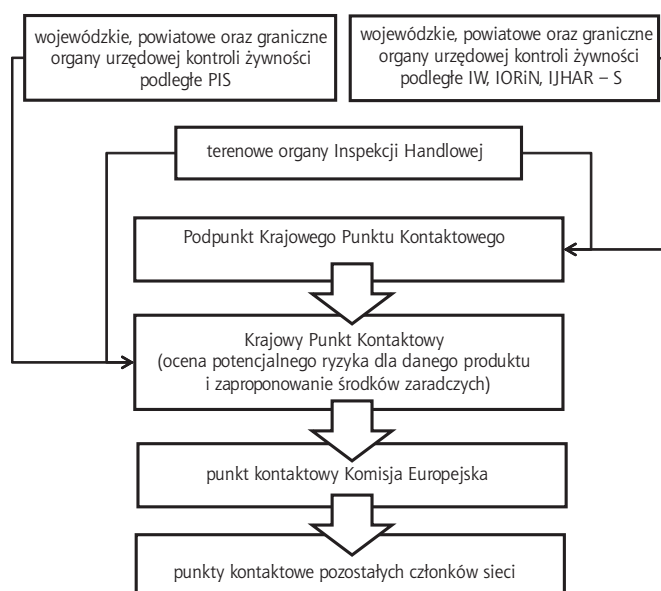 wojewódzkie, powiatowe oraz graniczne
organy urzędowej kontroli żywności
podległe PIS
wojewódzkie, powiatowe oraz graniczne
organy urzędowej kontroli żywności
podległe IW, IORiN, IJHAR – S
terenowe organy Inspekcji Handlowej
Podpunkt Krajowego Punktu Kontaktowego
Krajowy Punkt Kontaktowy
(ocena potencjalnego ryzyka dla danego produktu
i zaproponowanie środków zaradczych)
punkt kontaktowy Komisja Europejska
punkty kontaktowe pozostałych członków sieci